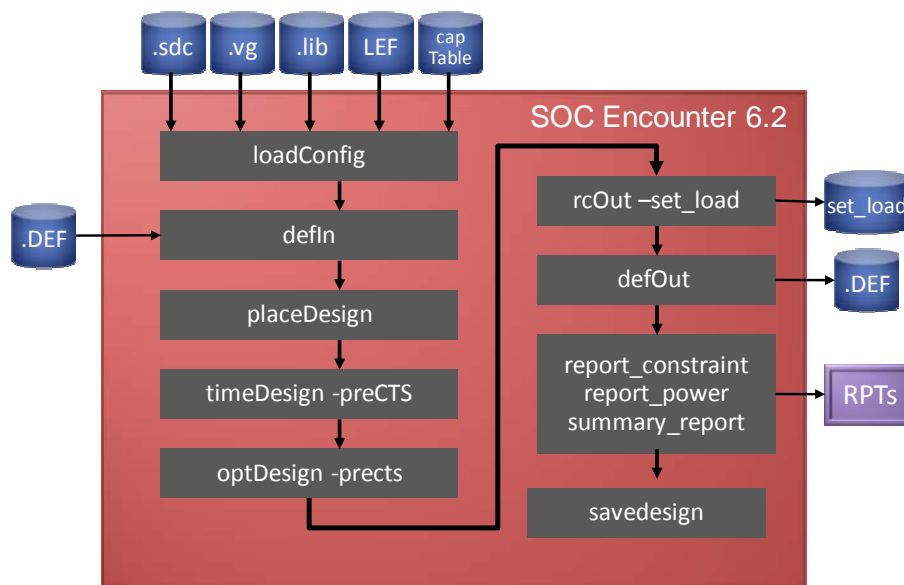 .sdc
.vg
.lib
LEF
cap
Table
SOC Encounter 6.2
loadConfig
.DEF
defIn
placeDesign
timeDesign -preCTS
optDesign -prects
rcOut –set_load
set_load
defOut
.DEF
report_constraint
report_power
summary_report
RPTs
savedesign